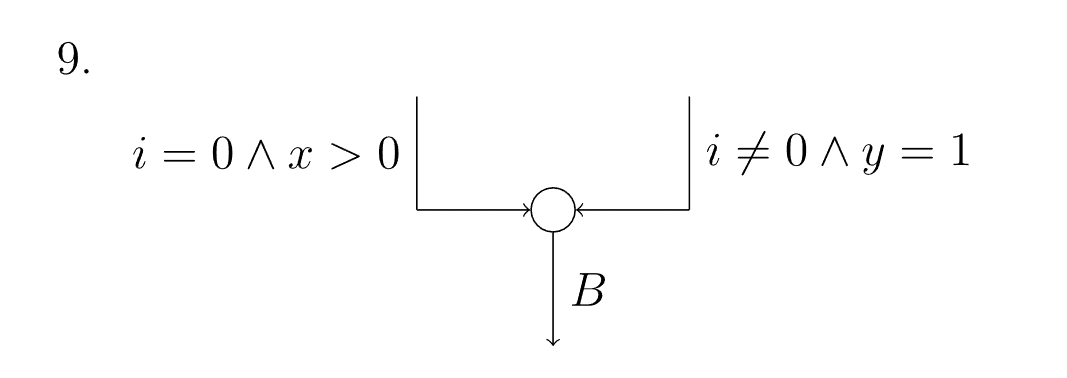 9.
i = 0 ∧ x > 0
i ≠ 0 ∧ y = 1
B